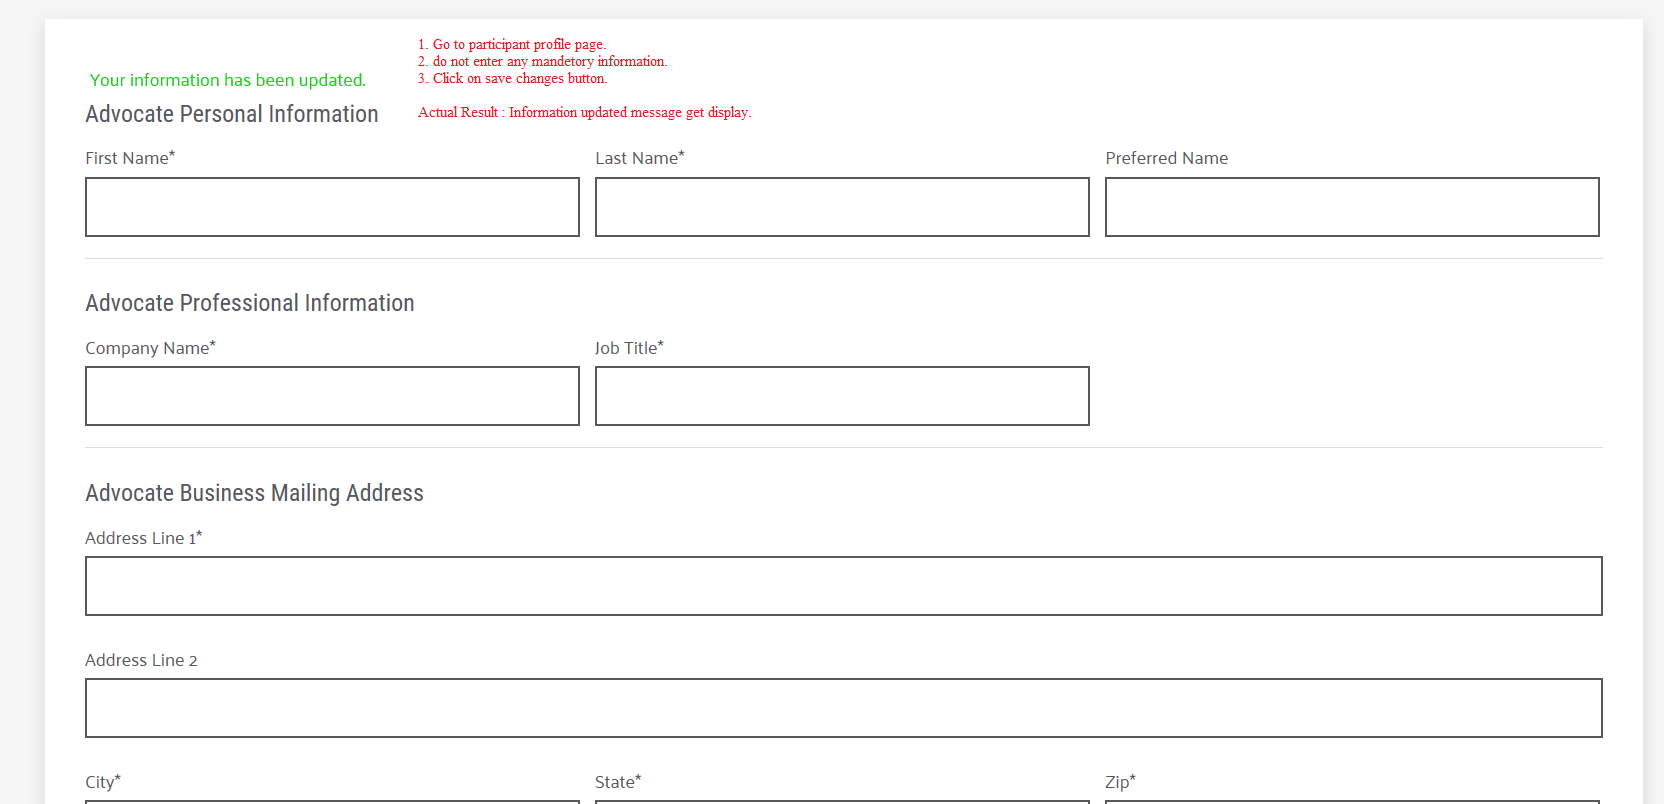 1. Go to participant profile page.
2. do not enter any mandetory information.
3. Click on save changes button.
Your information has been updated.
Actual Result : Information updated message get display.
Advocate Personal Information
First Name* Last Name* Preferred Name
Advocate Professional Information
Company Name* Job Title*
Advocate Business Mailing Address
Address Line 1*
Address Line 2
City* State* Zip*